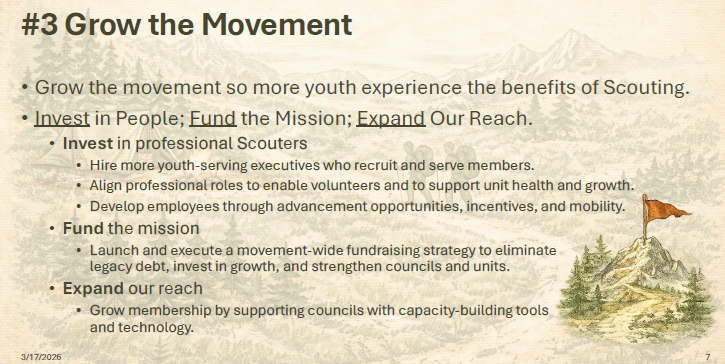 #3 Grow the Movement
• Grow the movement so more youth experience the benefits of Scouting.
• Invest in People; Fund the Mission; Expand Our Reach.
• Invest in professional Scouters
• Hire more youth-serving executives who recruit and serve members.
• Align professional roles to enable volunteers and to support unit health and growth.
• Develop employees through advancement opportunities, incentives, and mobility.
• Fund the mission
• Launch and execute a movement-wide fundraising strategy to eliminate
legacy debt, invest in growth, and strengthen councils and units.
• Expand our reach
• Grow membership by supporting councils with capacity-building tools
and technology.
3/17/2026
7